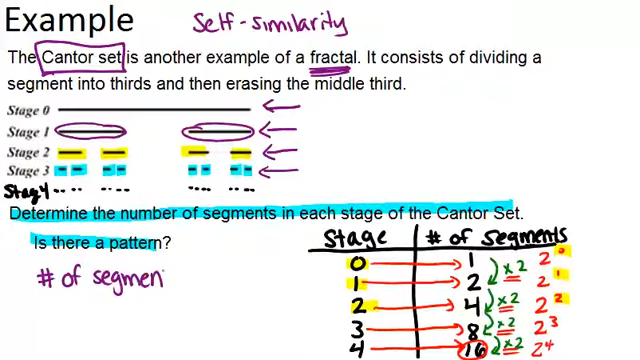 Example Self-similarity
The Cantor set is another example of a fractal. It consists of dividing a
segment into thirds and then erasing the middle third.
Stage 0
Stage 1
Stage 2
Stage 3
Stage 4
Determine the number of segments in each stage of the Cantor Set.
Is there a pattern?
# of segmen
Stage # of Segments
0 1 2^0
×2
1 2 2^1
×2
2 4 2^2
×2
3 8 2^3
×2
4 16 2^4